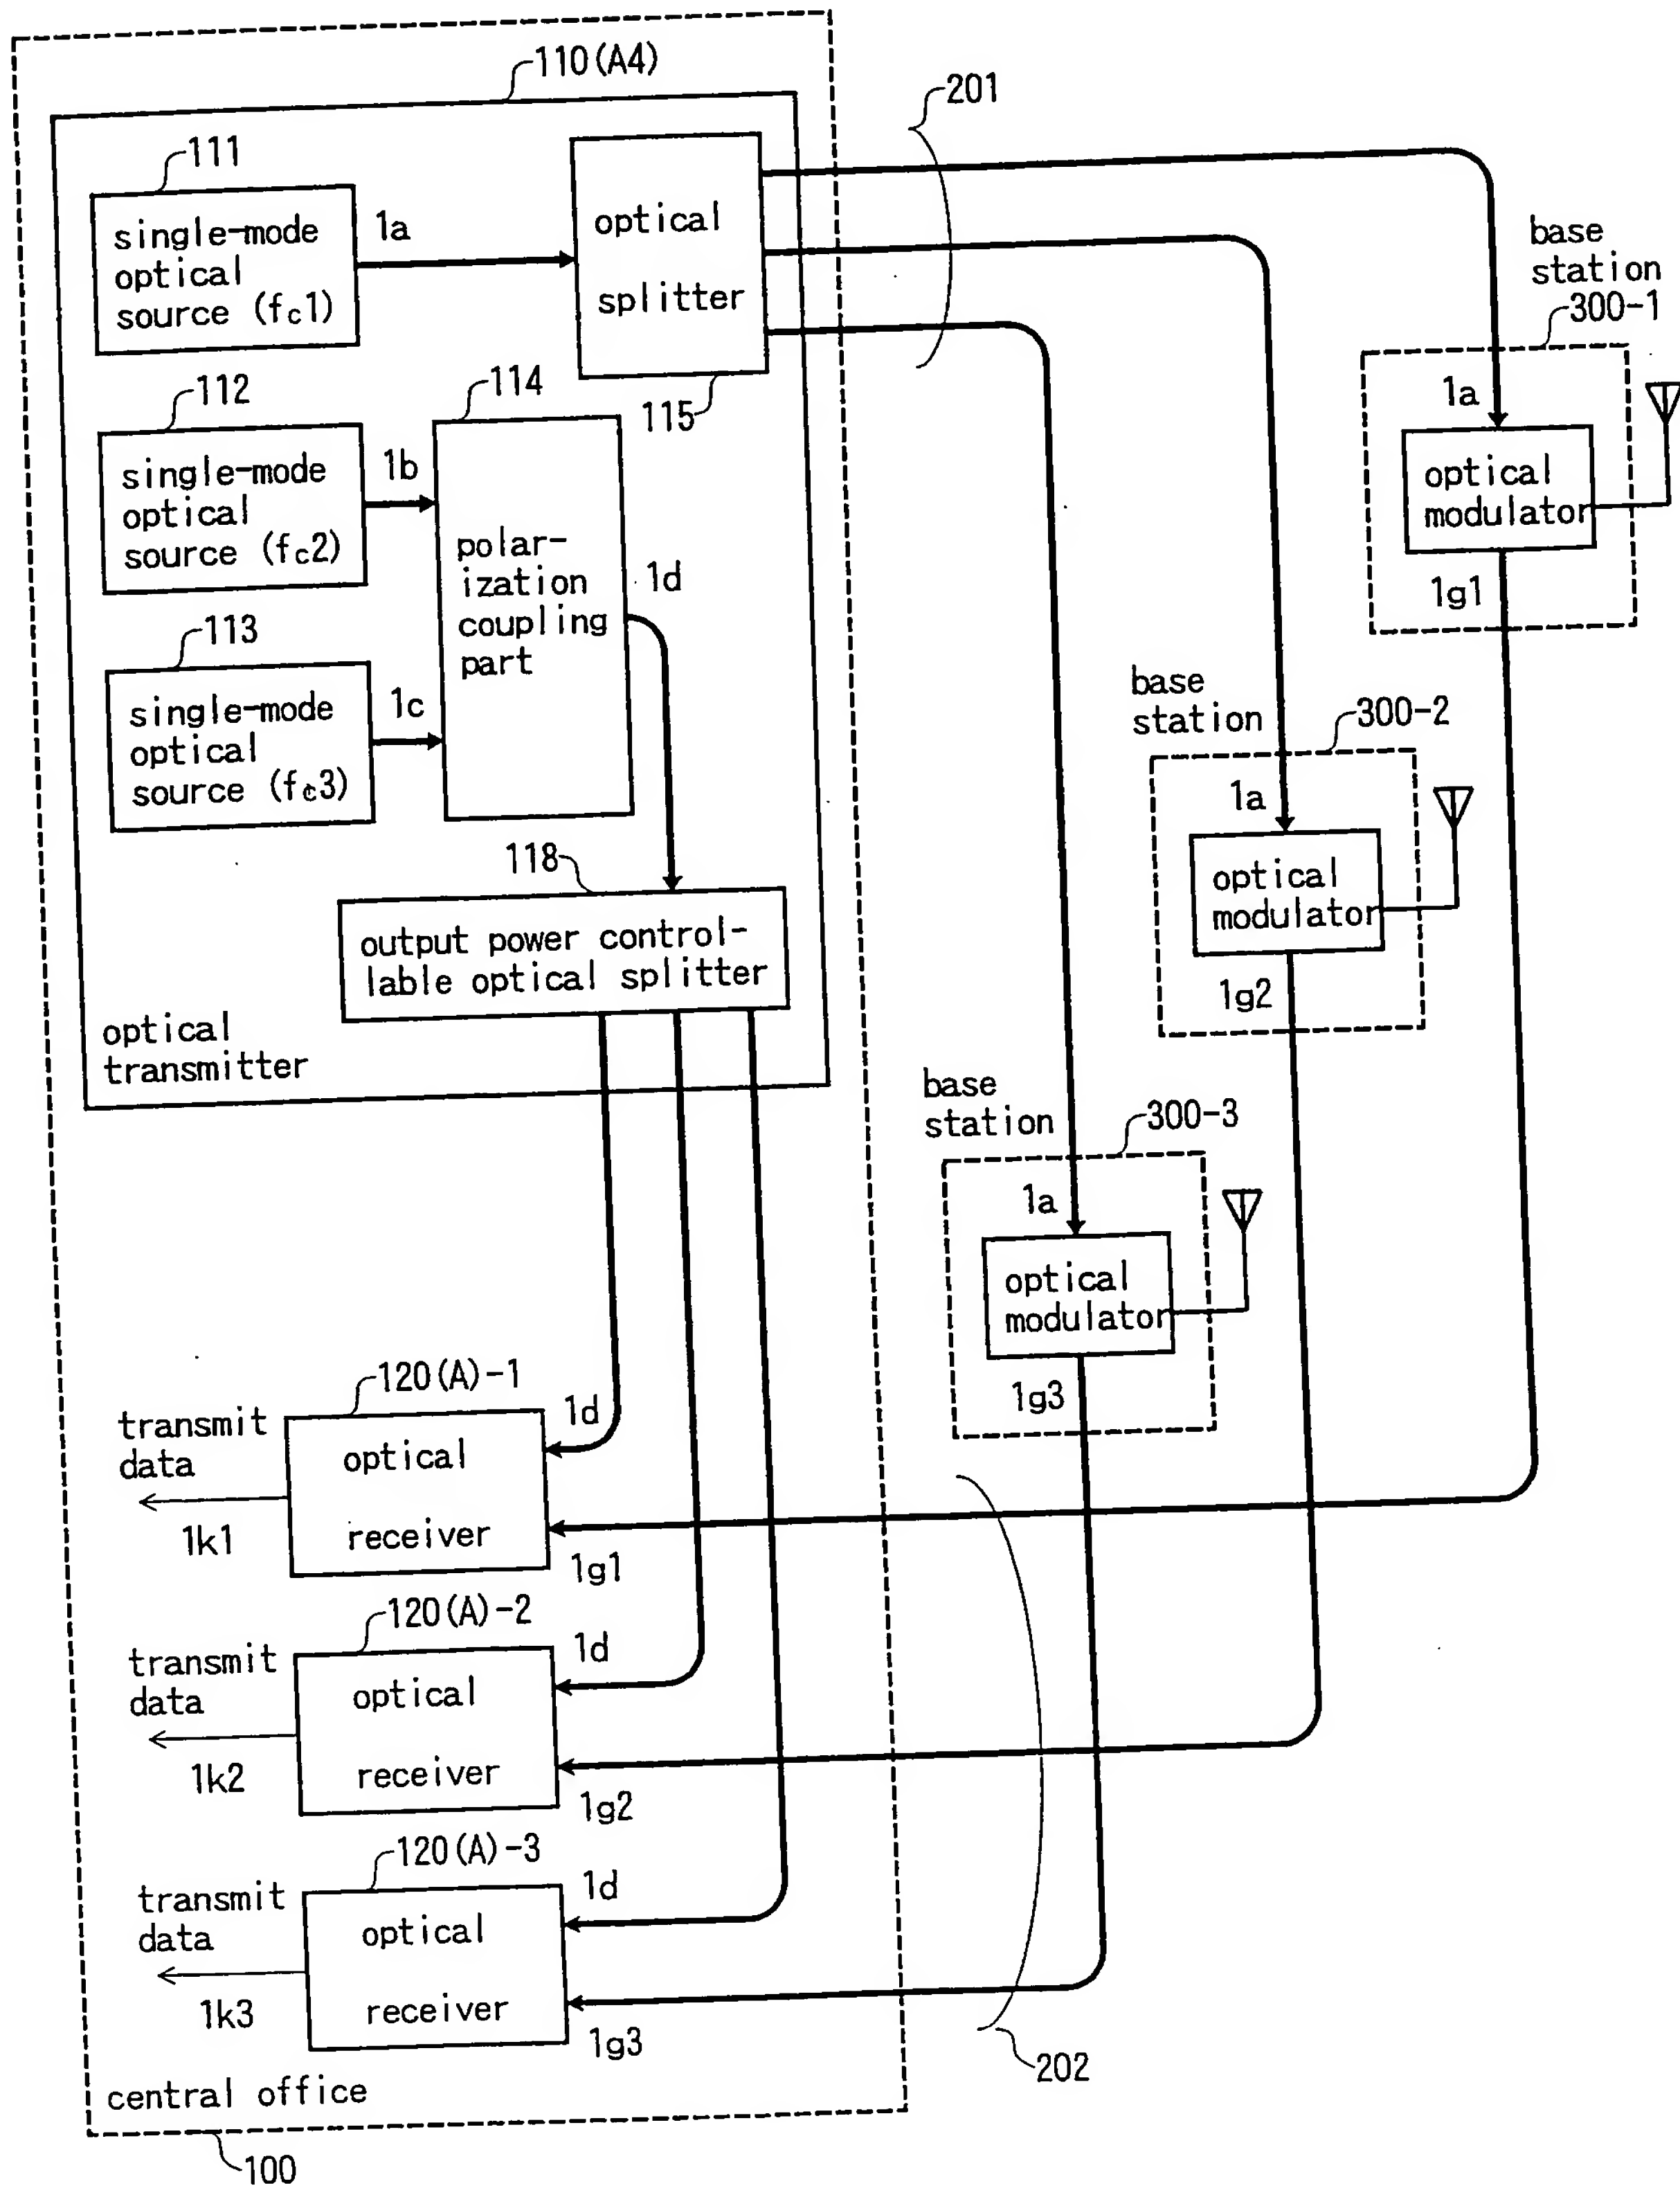 110(A4)
201
111
single-mode
optical
source (fc1)
1a
optical
splitter
115
base
station
300-1
1a
optical
modulator
1g1
112
single-mode
optical
source (fc2)
1b
114
polar-
ization
coupling
part
1d
113
single-mode
optical
source (fc3)
1c
base
station
300-2
1a
optical
modulator
1g2
118
output power control-
lable optical splitter
optical
transmitter
base
station
300-3
1a
optical
modulator
1g3
120(A)-1
transmit
data
1d
optical
receiver
1k1
1g1
120(A)-2
transmit
data
1d
optical
receiver
1k2
1g2
120(A)-3
transmit
data
1d
optical
receiver
1k3
1g3
202
central office
100